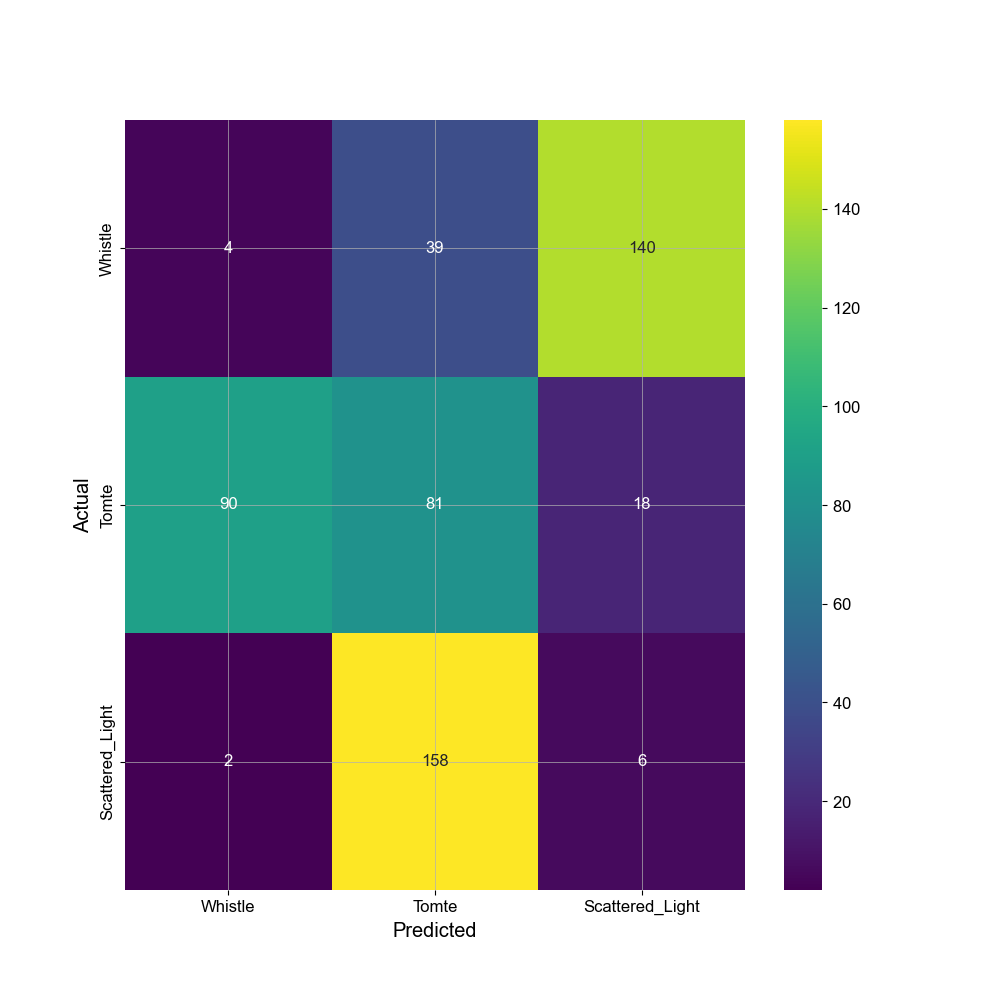 Actual
Whistle
4 39 140
Tomte
90 81 18
Scattered_Light
2 158 6
Whistle Tomte Scattered_Light
Predicted
140
120
100
80
60
40
20